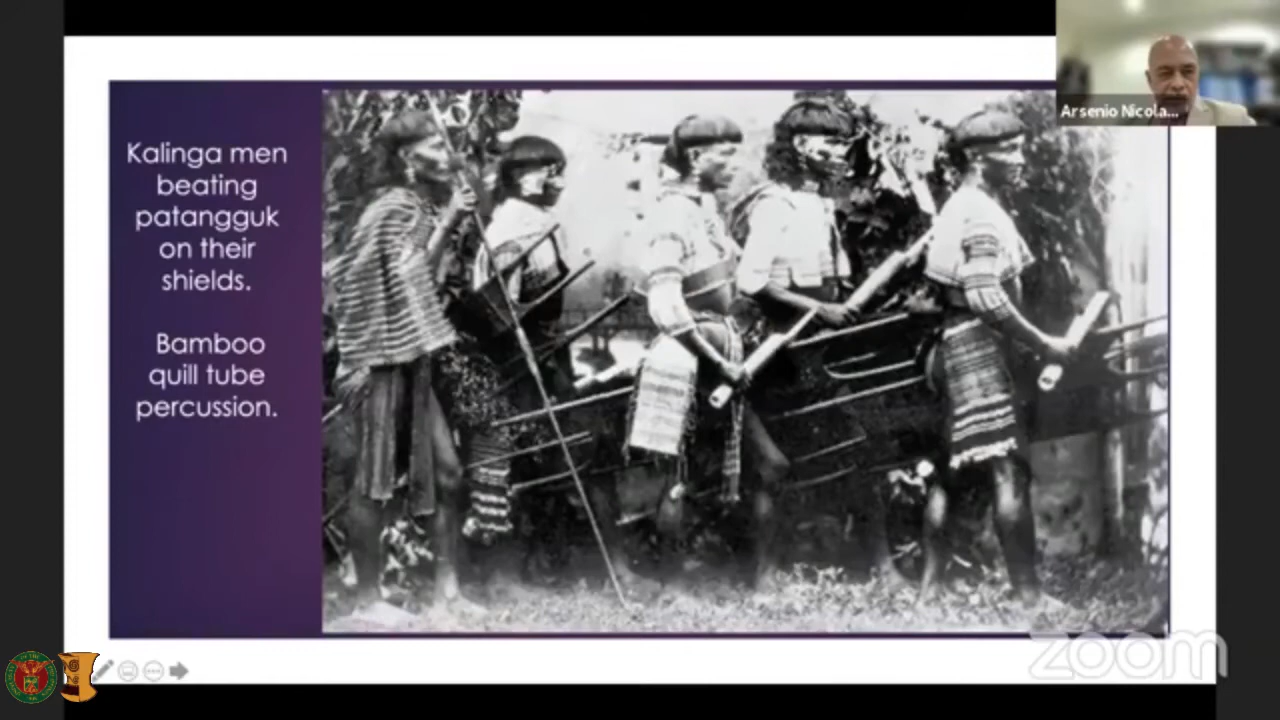 Kalinga men
beating
patangguk
on their
shields.
Bamboo
quill tube
percussion.
Arsenio Nicola...
zoom